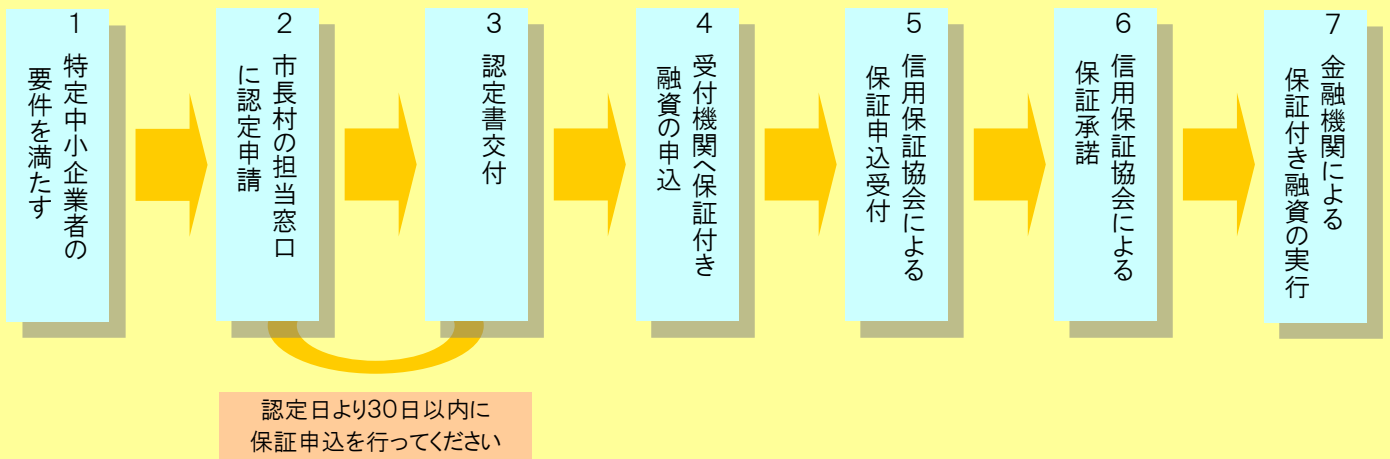 1
特定中小企業者の
要件を満たす
2
市長村の担当窓口
に認定申請
3
認定書交付
4
受付機関へ保証付き
融資の申込
5
信用保証協会による
保証申込受付
6
信用保証協会による
保証承諾
7
金融機関による
保証付き融資の実行
認定日より30日以内に
保証申込を行ってください